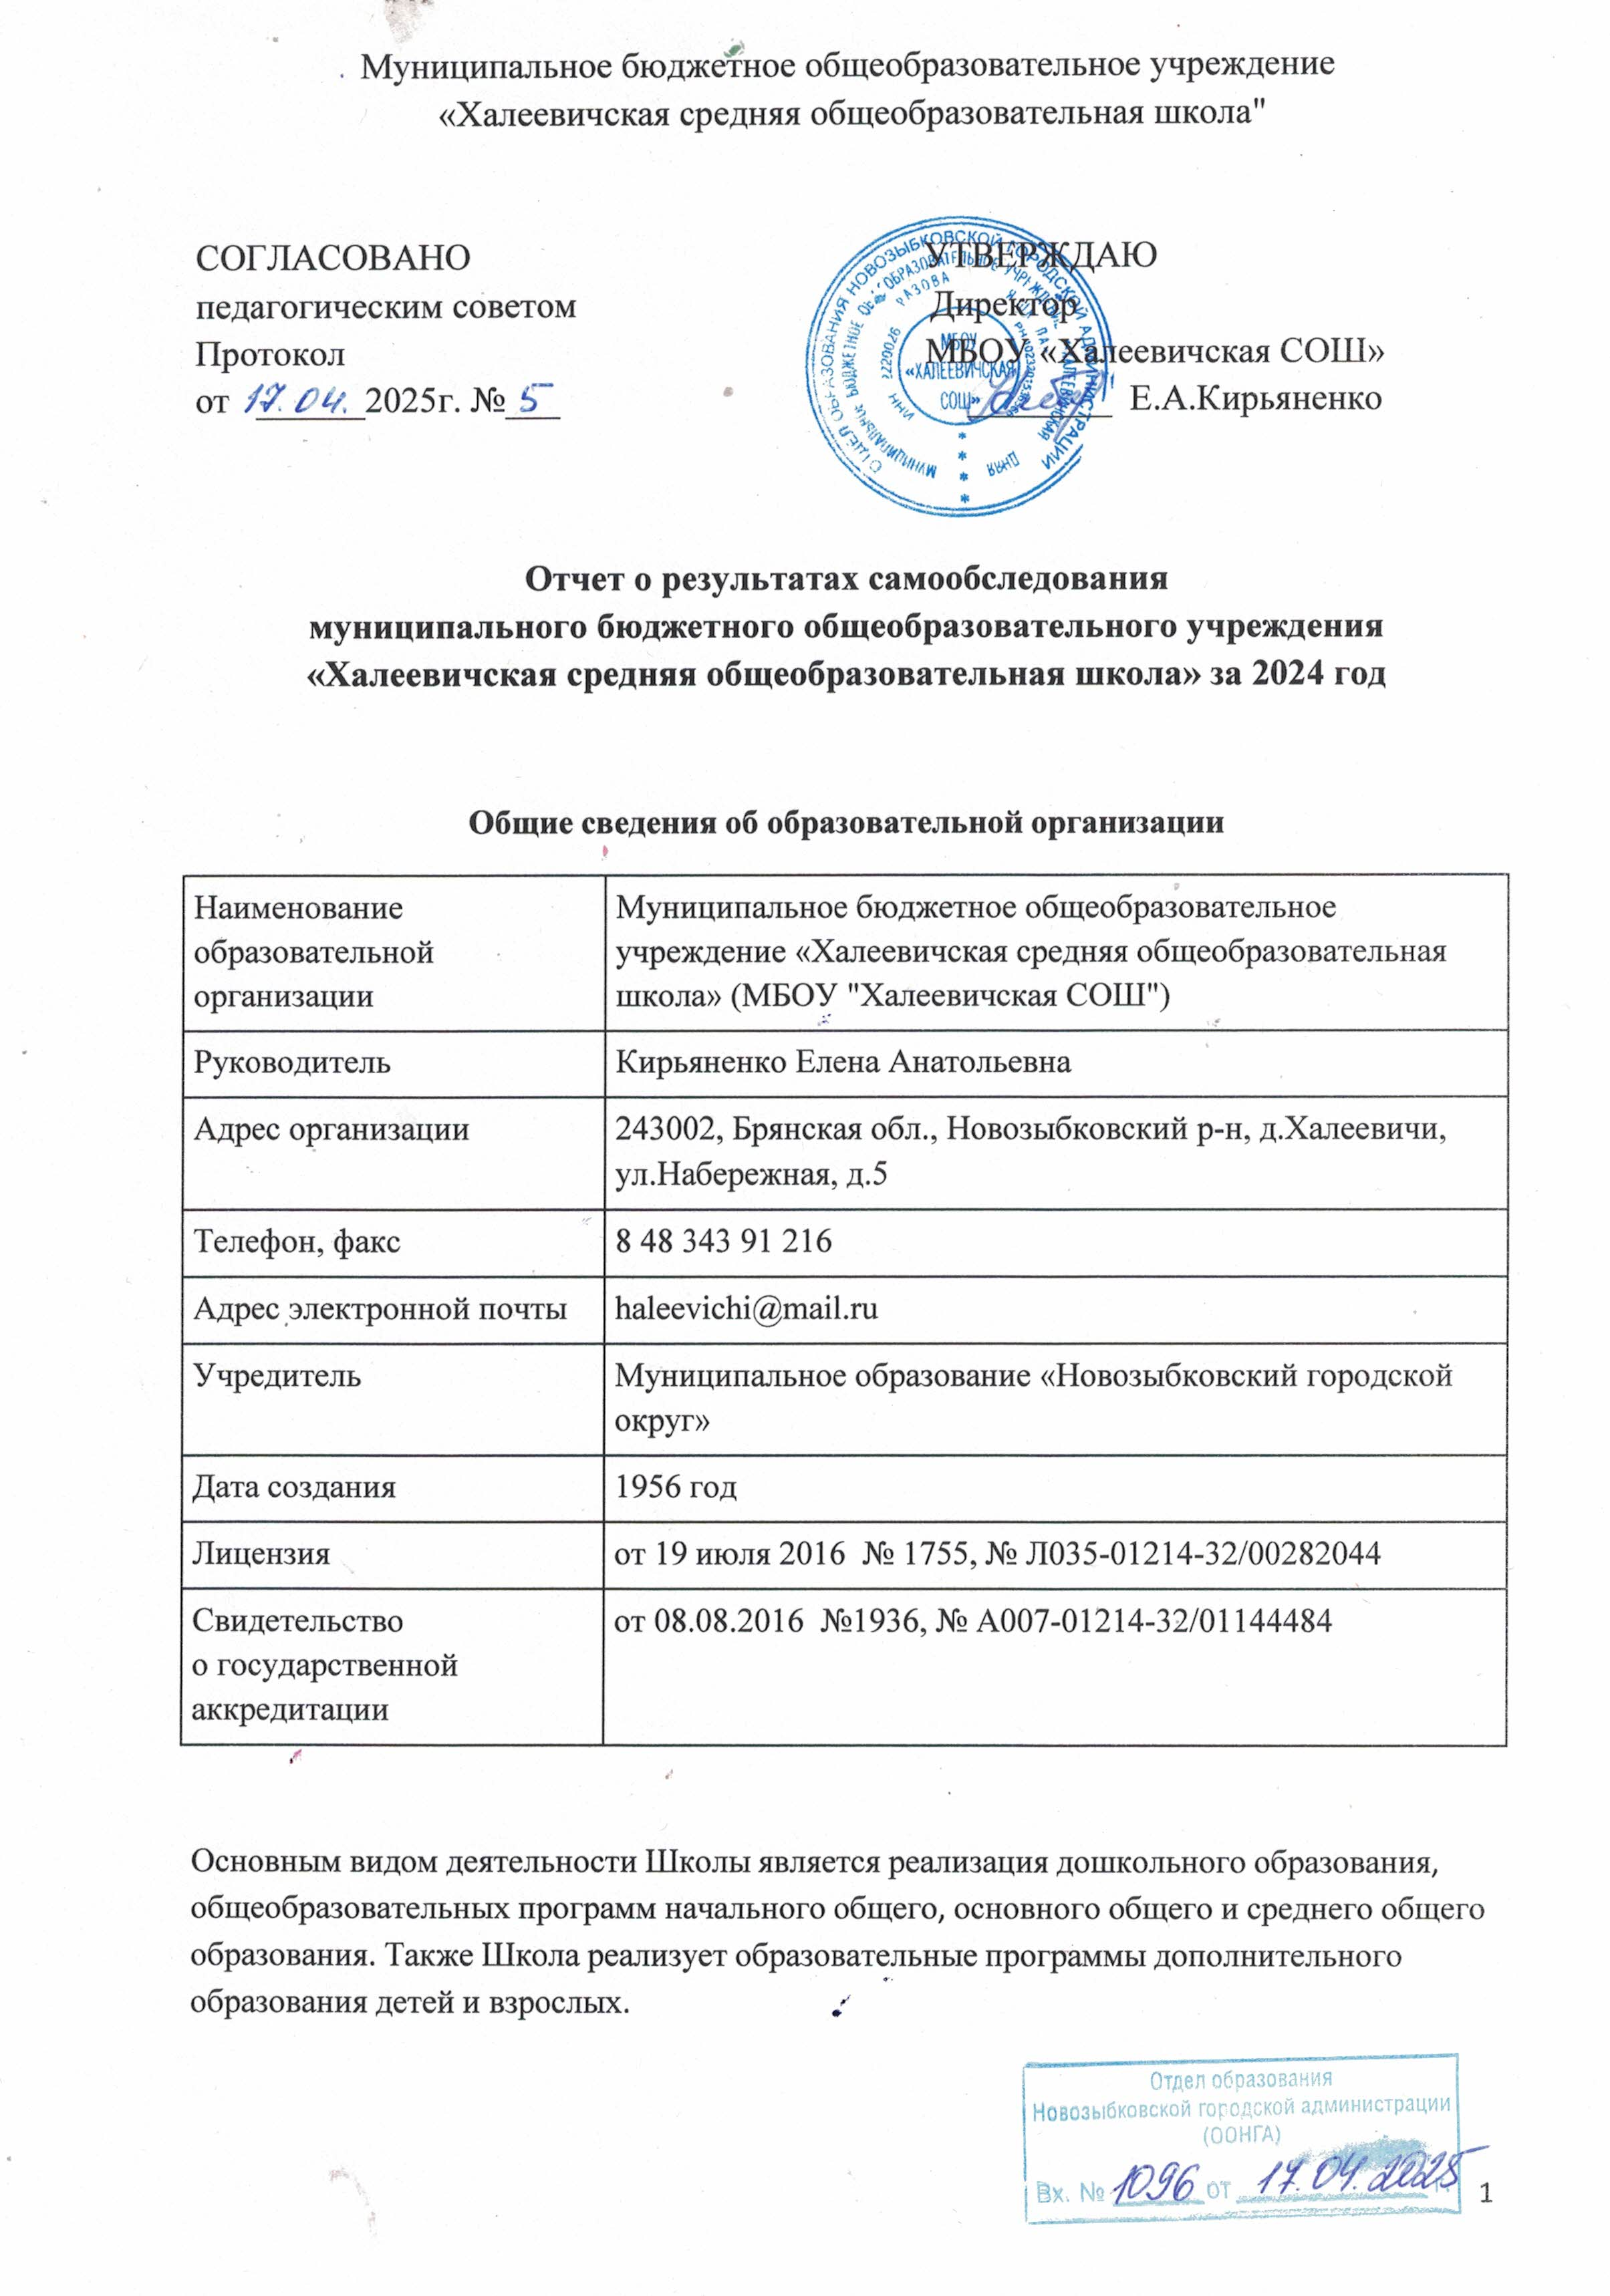 Муниципальное бюджетное общеобразовательное учреждение
«Халеевичская средняя общеобразовательная школа"
СОГЛАСОВАНО
педагогическим советом
Протокол
от 17.04. 2025г. № 5
УТВЕРЖДАЮ
Директор
МБОУ «Халеевичская СОШ»
Е.А.Кирьяненко
МБОУ
«ХАЛЕЕВИЧСКАЯ
СОШ»
Отчет о результатах самообследования
муниципального бюджетного общеобразовательного учреждения
«Халеевичская средняя общеобразовательная школа» за 2024 год
Общие сведения об образовательной организации
Наименование
образовательной
организации
Муниципальное бюджетное общеобразовательное
учреждение «Халеевичская средняя общеобразовательная
школа» (МБОУ "Халеевичская СОШ")
Руководитель
Кирьяненко Елена Анатольевна
Адрес организации
243002, Брянская обл., Новозыбковский р-н, д.Халеевичи,
ул.Набережная, д.5
Телефон, факс
8 48 343 91 216
Адрес электронной почты
haleevichi@mail.ru
Учредитель
Муниципальное образование «Новозыбковский городской
округ»
Дата создания
1956 год
Лицензия
от 19 июля 2016 № 1755, № Л035-01214-32/00282044
Свидетельство
о государственной
аккредитации
от 08.08.2016 №1936, № А007-01214-32/01144484
Основным видом деятельности Школы является реализация дошкольного образования,
общеобразовательных программ начального общего, основного общего и среднего общего
образования. Также Школа реализует образовательные программы дополнительного
образования детей и взрослых.
Отдел образования
Новозыбковской городской администрации
(ООНГА)
Вх. № 1096 от 17.04.2025
1